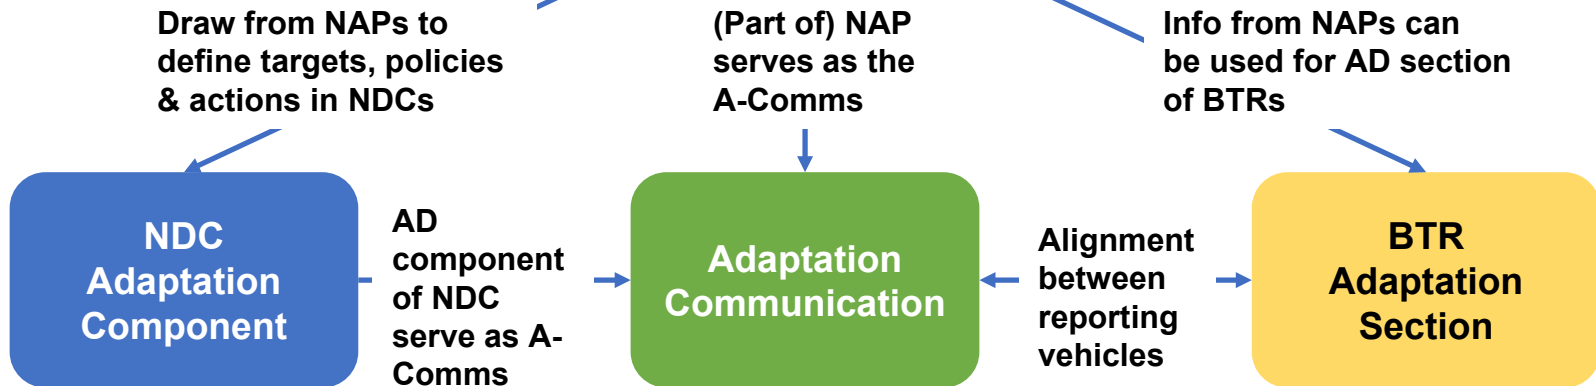 Draw from NAPs to
define targets, policies
& actions in NDCs
(Part of) NAP
serves as the
A-Comms
Info from NAPs can
be used for AD section
of BTRs
NDC
Adaptation
Component
AD
component
of NDC
serve as A-
Comms
Adaptation
Communication
Alignment
between
reporting
vehicles
BTR
Adaptation
Section